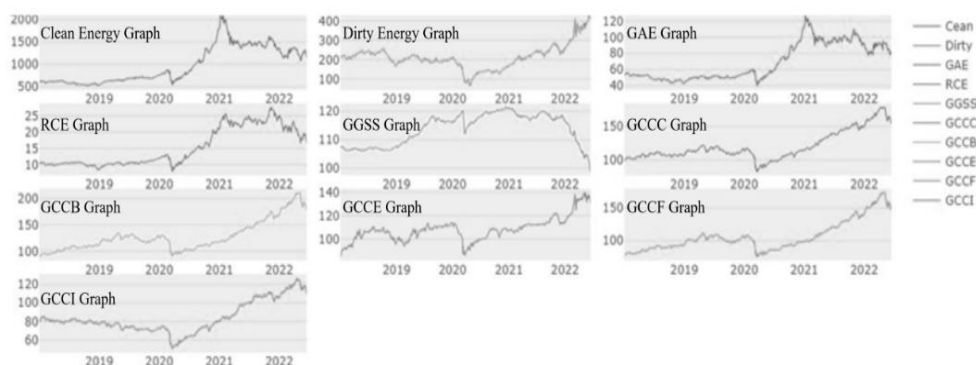 Clean Energy Graph
2000
1500
1000
500
2019 2020 2021 2022
Dirty Energy Graph
400
300
200
100
2019 2020 2021 2022
GAE Graph
120
100
80
60
40
2019 2020 2021 2022
RCE Graph
25
20
15
10
2019 2020 2021 2022
GGSS Graph
120
110
100
2019 2020 2021 2022
GCCC Graph
150
100
2019 2020 2021 2022
GCCB Graph
200
150
100
2019 2020 2021 2022
GCCE Graph
140
120
100
2019 2020 2021 2022
GCCF Graph
150
100
2019 2020 2021 2022
GCCI Graph
120
100
80
60
2019 2020 2021 2022
Cean
Dirty
GAE
RCE
GGSS
GCCC
GCCB
GCCE
GCCF
GCCI